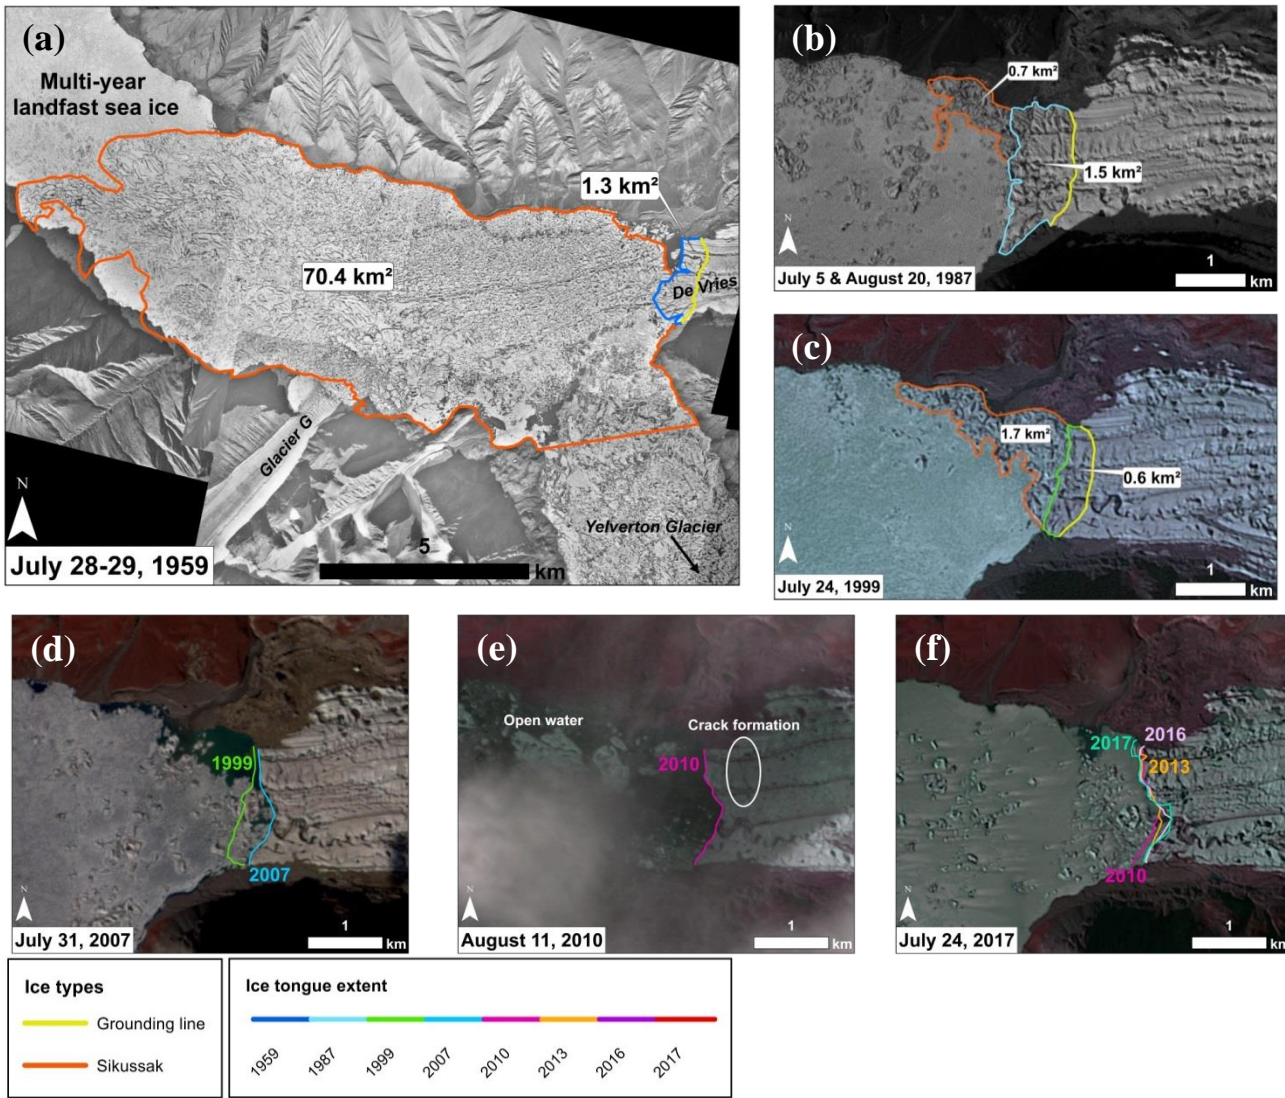 (a)
Multi-year
landfast sea ice
1.3 km²
70.4 km²
De Vries
Glacier G
Yelverton Glacier
N
5
km
July 28-29, 1959
(b)
0.7 km²
1.5 km²
N
1
km
July 5 & August 20, 1987
(c)
1.7 km²
0.6 km²
N
1
km
July 24, 1999
(d)
1999
2007
N
1
km
July 31, 2007
(e)
Open water
Crack formation
2010
N
1
km
August 11, 2010
(f)
2017
2016
2013
2010
N
1
km
July 24, 2017
Ice types
Grounding line
Sikussak
Ice tongue extent
1959
1987
1999
2007
2010
2013
2016
2017